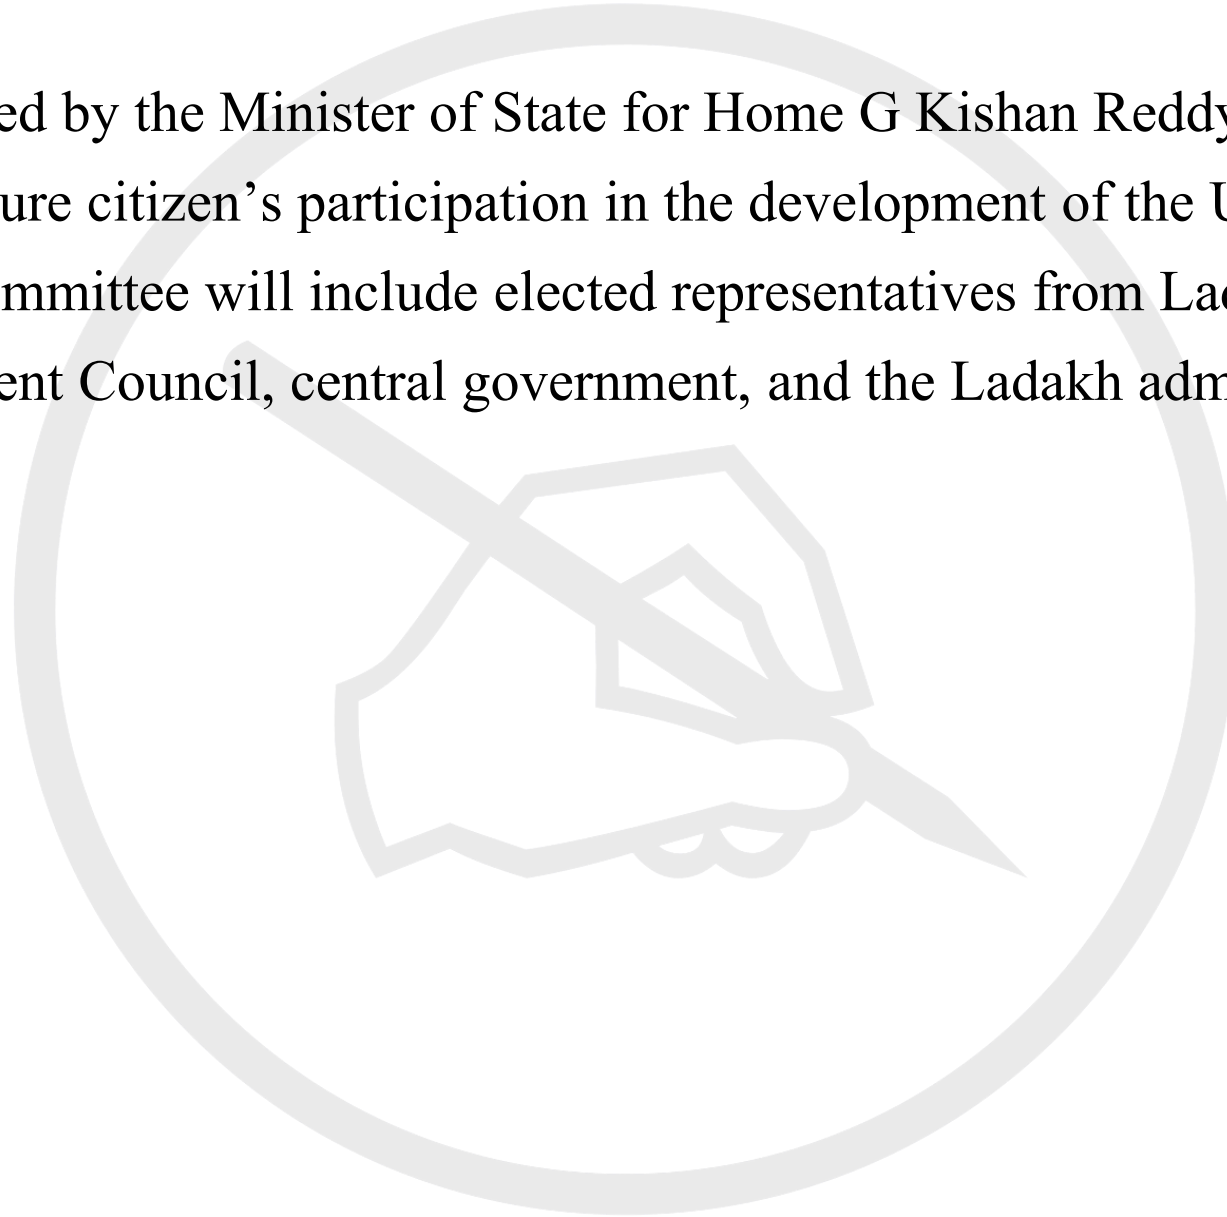 ed by the Minister of State for Home G Kishan Reddy
ure citizen’s participation in the development of the U
mmittee will include elected representatives from Lad
ent Council, central government, and the Ladakh adm